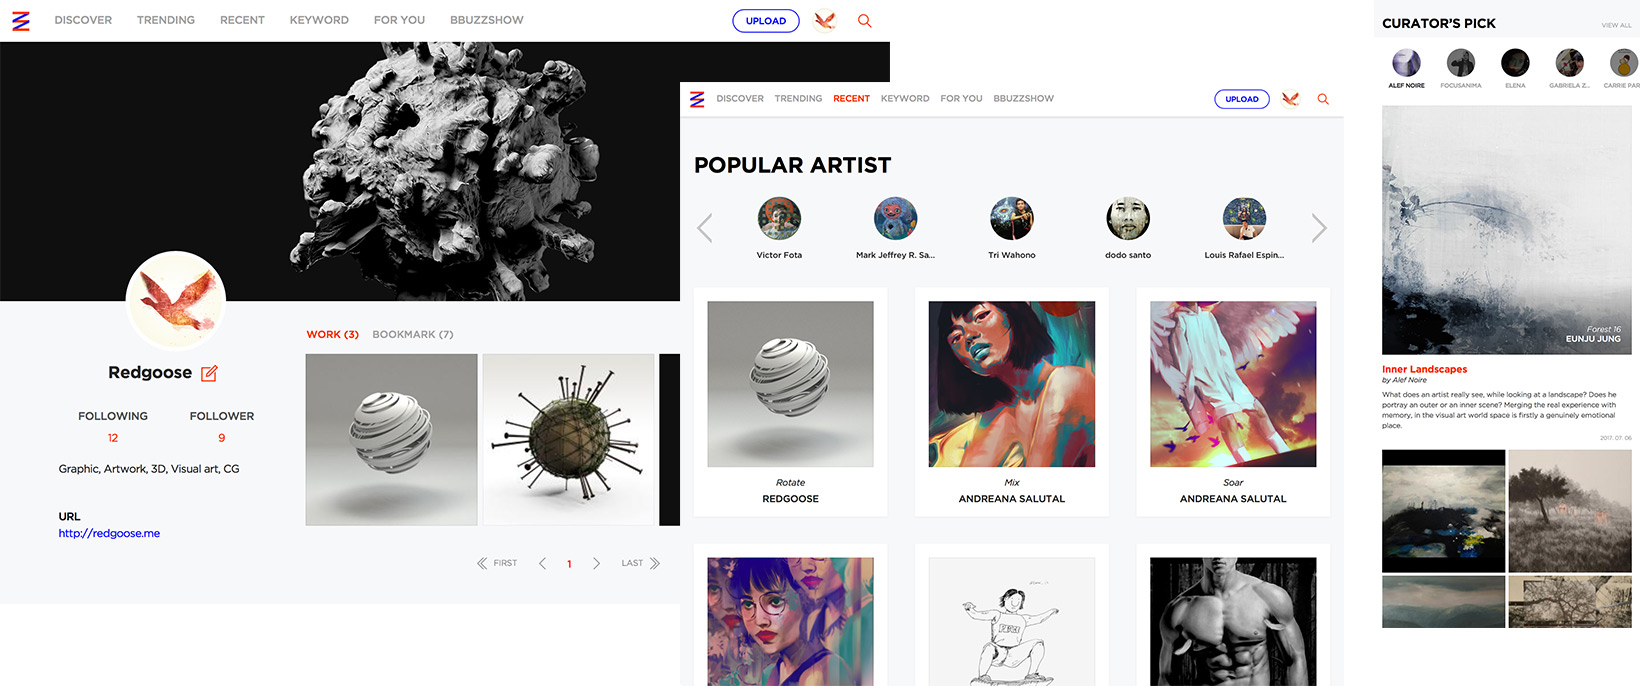 DISCOVER TRENDING RECENT KEYWORD FOR YOU BBUZZSHOW UPLOAD
WORK (3) BOOKMARK (7)
Redgoose
FOLLOWING FOLLOWER
12 9
Graphic, Artwork, 3D, Visual art, CG
URL
http://redgoose.me
FIRST 1 LAST
DISCOVER TRENDING RECENT KEYWORD FOR YOU BBUZZSHOW UPLOAD
POPULAR ARTIST
Victor Fota Mark Jeffrey R. Sa... Tri Wahono dodo santo Louis Rafael Espin...
Rotate Mix Soar
REDGOOSE ANDREANA SALUTAL ANDREANA SALUTAL
PEACE
CURATOR'S PICK VIEW ALL
ALEF NOIRE FOCUSANIMA ELENA GABRIELA Z... CARRIE PAR
Forest 16
EUNJU JUNG
Inner Landscapes
by Alef Noire
What does an artist really see, while looking at a landscape? Does he
portray an outer or an inner scene? Merging the real experience with
memory, in the visual art world space is firstly a genuinely emotional
place.
2017. 07. 06